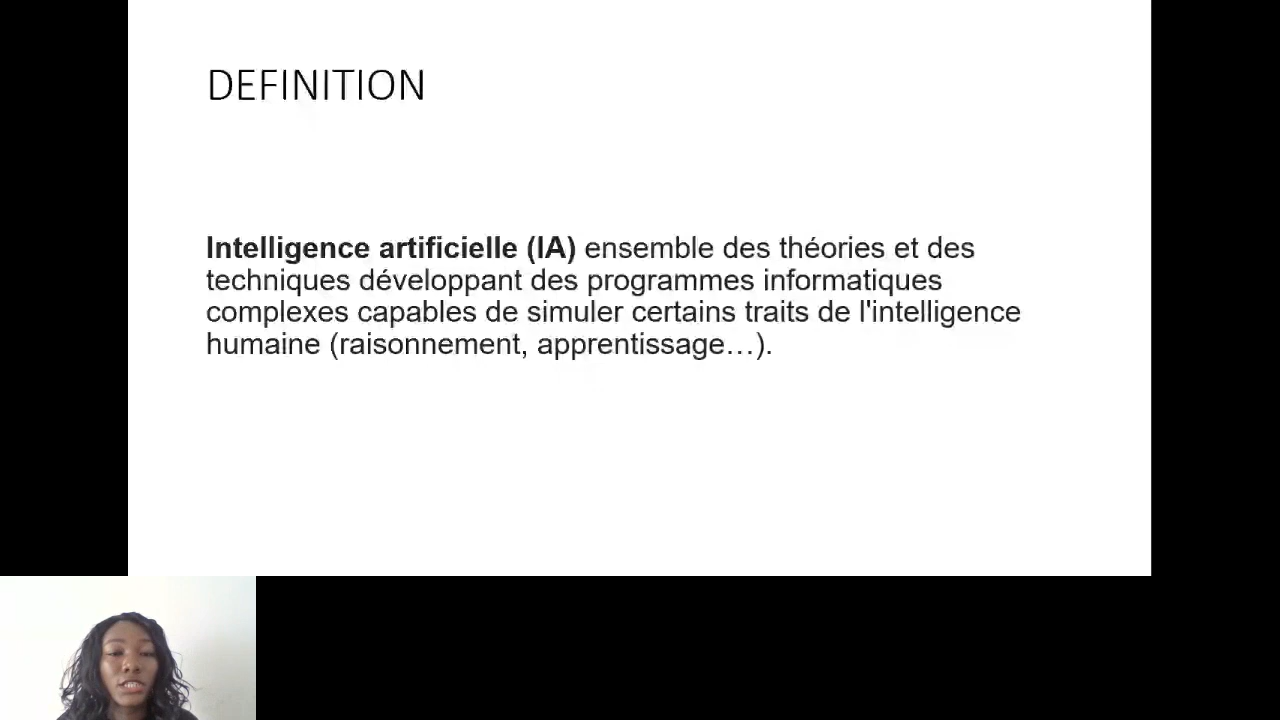 DEFINITION
Intelligence artificielle (IA) ensemble des théories et des
techniques développant des programmes informatiques
complexes capables de simuler certains traits de l'intelligence
humaine (raisonnement, apprentissage…).